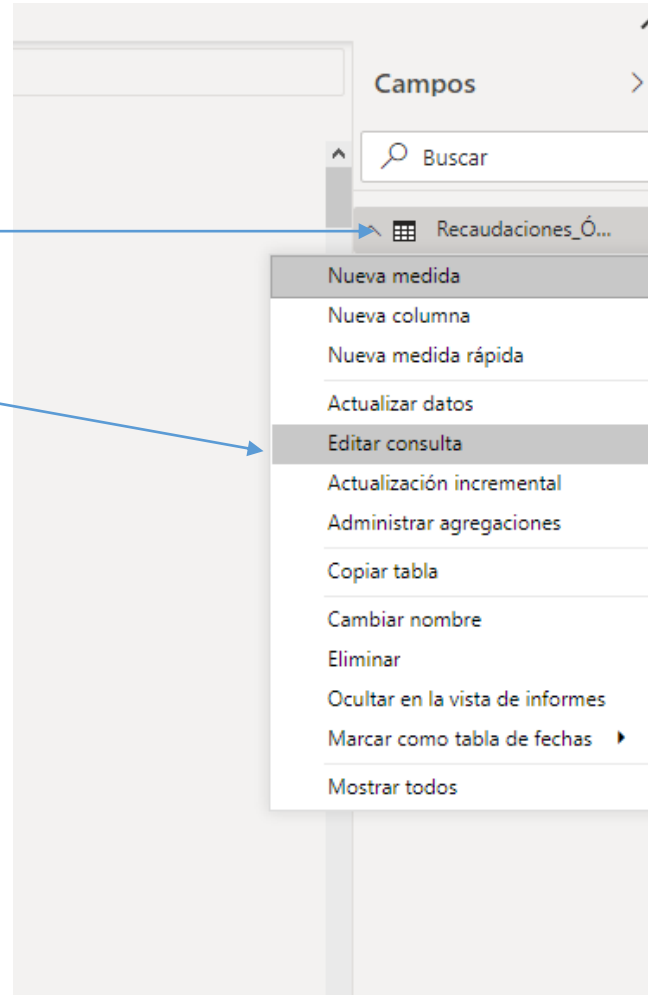 Campos
Buscar
Recaudaciones_Ó...
Nueva medida
Nueva columna
Nueva medida rápida
Actualizar datos
Editar consulta
Actualización incremental
Administrar agregaciones
Copiar tabla
Cambiar nombre
Eliminar
Ocultar en la vista de informes
Marcar como tabla de fechas
Mostrar todos